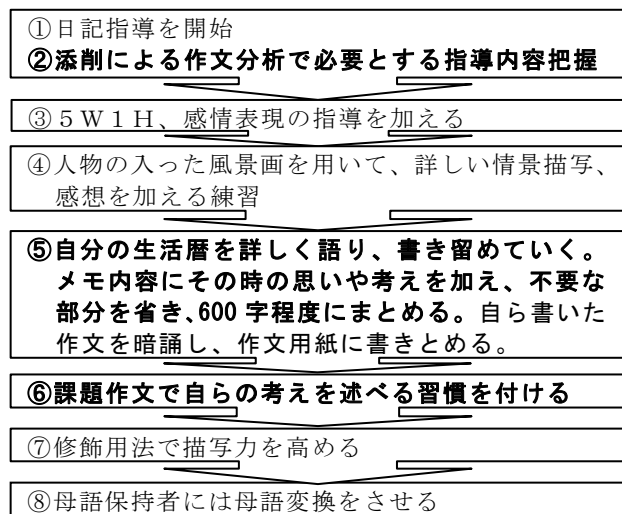 ①日記指導を開始
②添削による作文分析で必要とする指導内容把握
③5W1H、感情表現の指導を加える
④人物の入った風景画を用いて、詳しい情景描写、
感想を加える練習
⑤自分の生活暦を詳しく語り、書き留めていく。
メモ内容にその時の思いや考えを加え、不要な
部分を省き、600字程度にまとめる。自ら書いた
作文を暗誦し、作文用紙に書きとめる。
⑥課題作文で自らの考えを述べる習慣を付ける
⑦修飾用法で描写力を高める
⑧母語保持者には母語変換をさせる